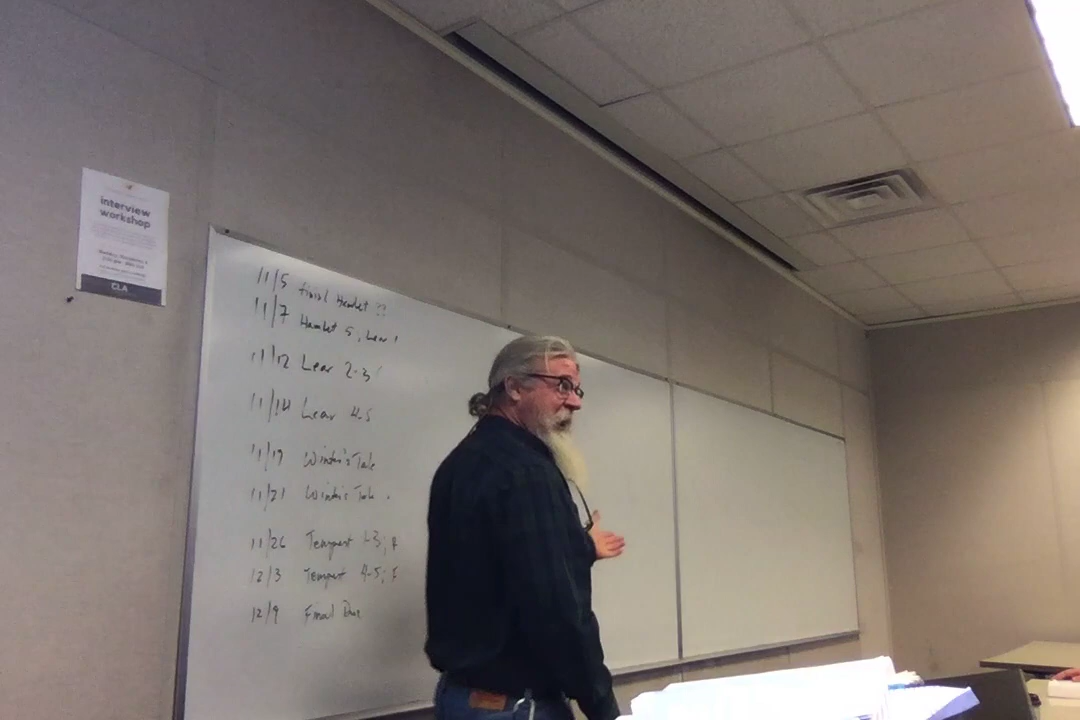 interview
workshop
CLA
11/5 Hamlet ??
11/7 Hamlet 5, Lear 1
11/12 Lear 2-3
11/14 Lear 4-5
11/19 Winter's Tale
11/21 Winter's Tale
11/26 Tempest 1-3;
12/3 Tempest 4-5;
12/9 Final Due